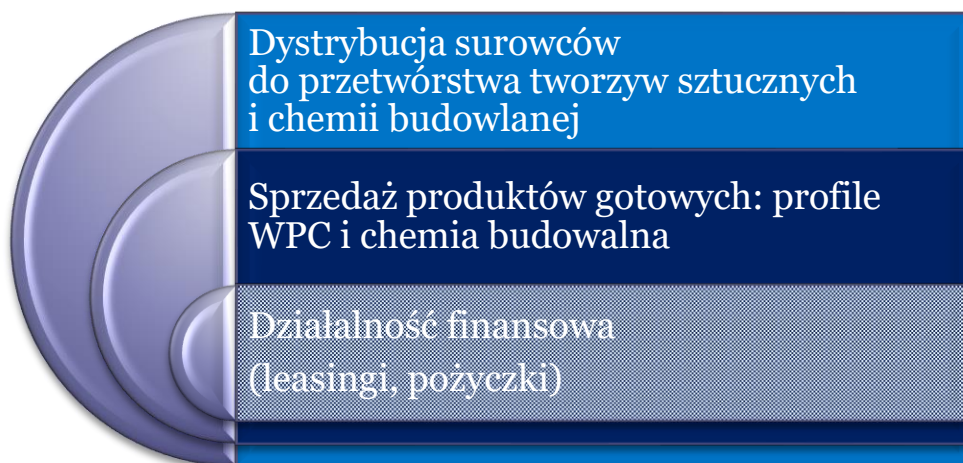 Dystrybucja surowców
do przetwórstwa tworzyw sztucznych
i chemii budowlanej
Sprzedaż produktów gotowych: profile
WPC i chemia budowalna
Działalność finansowa
(leasingi, pożyczki)